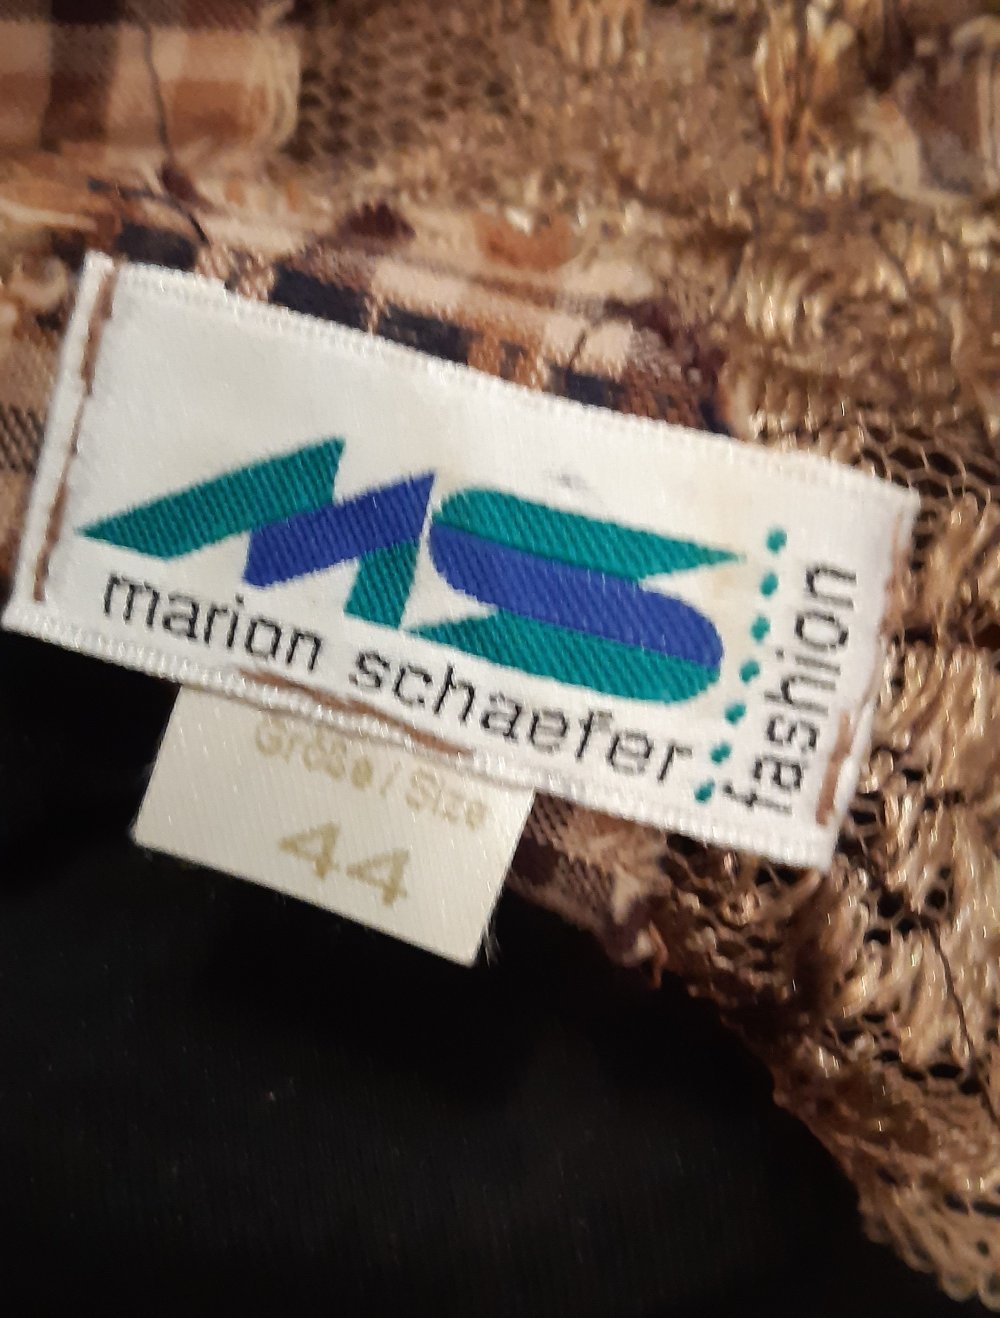 MS
marion schaefer
fashion
Größe / Size
44